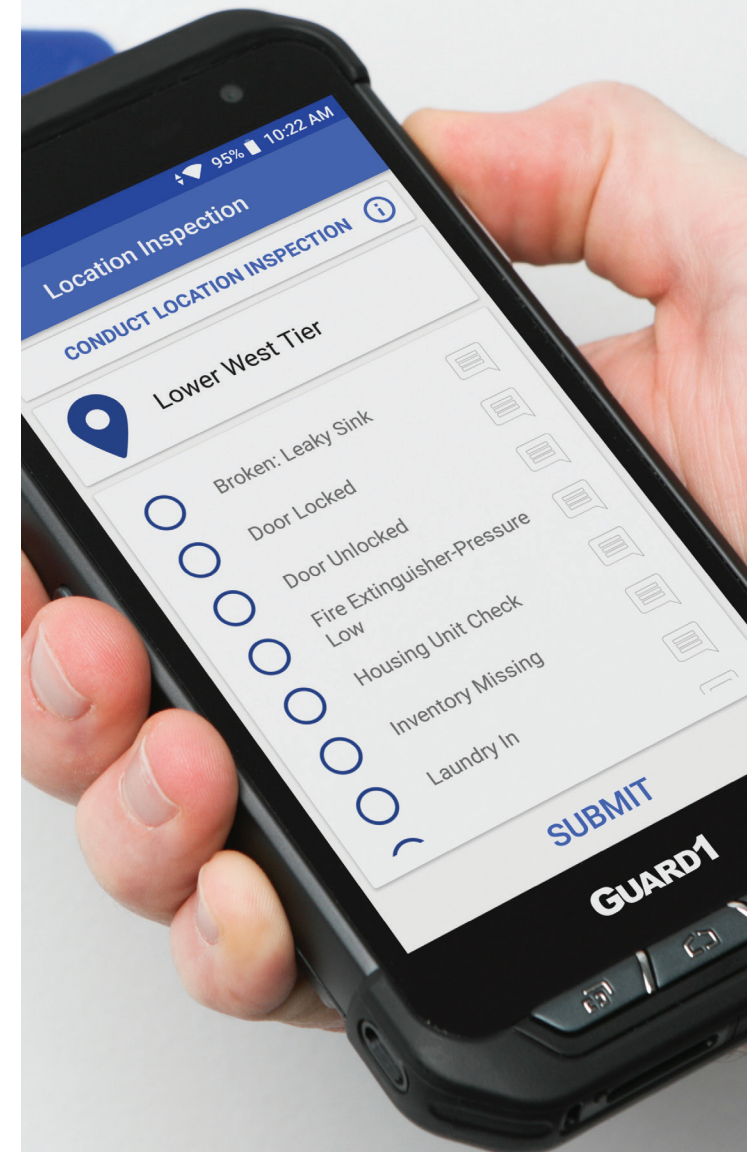 95% 10:22 AM
Location Inspection
CONDUCT LOCATION INSPECTION
Lower West Tier
Broken: Leaky Sink
Door Locked
Door Unlocked
Fire Extinguisher-Pressure
Low
Housing Unit Check
Inventory Missing
Laundry In
SUBMIT
GUARD1